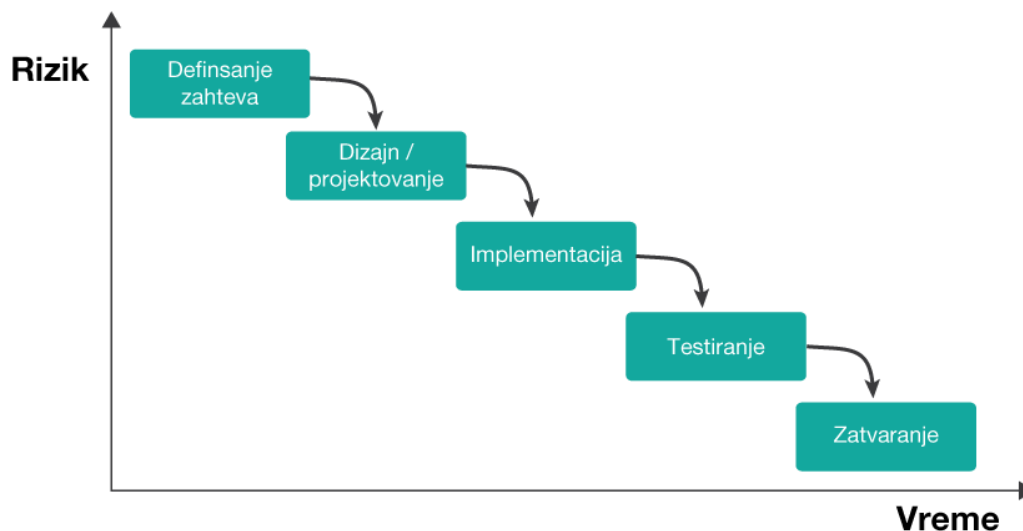 Rizik
Definsanje
zahteva
Dizajn /
projektovanje
Implementacija
Testiranje
Zatvaranje
Vreme